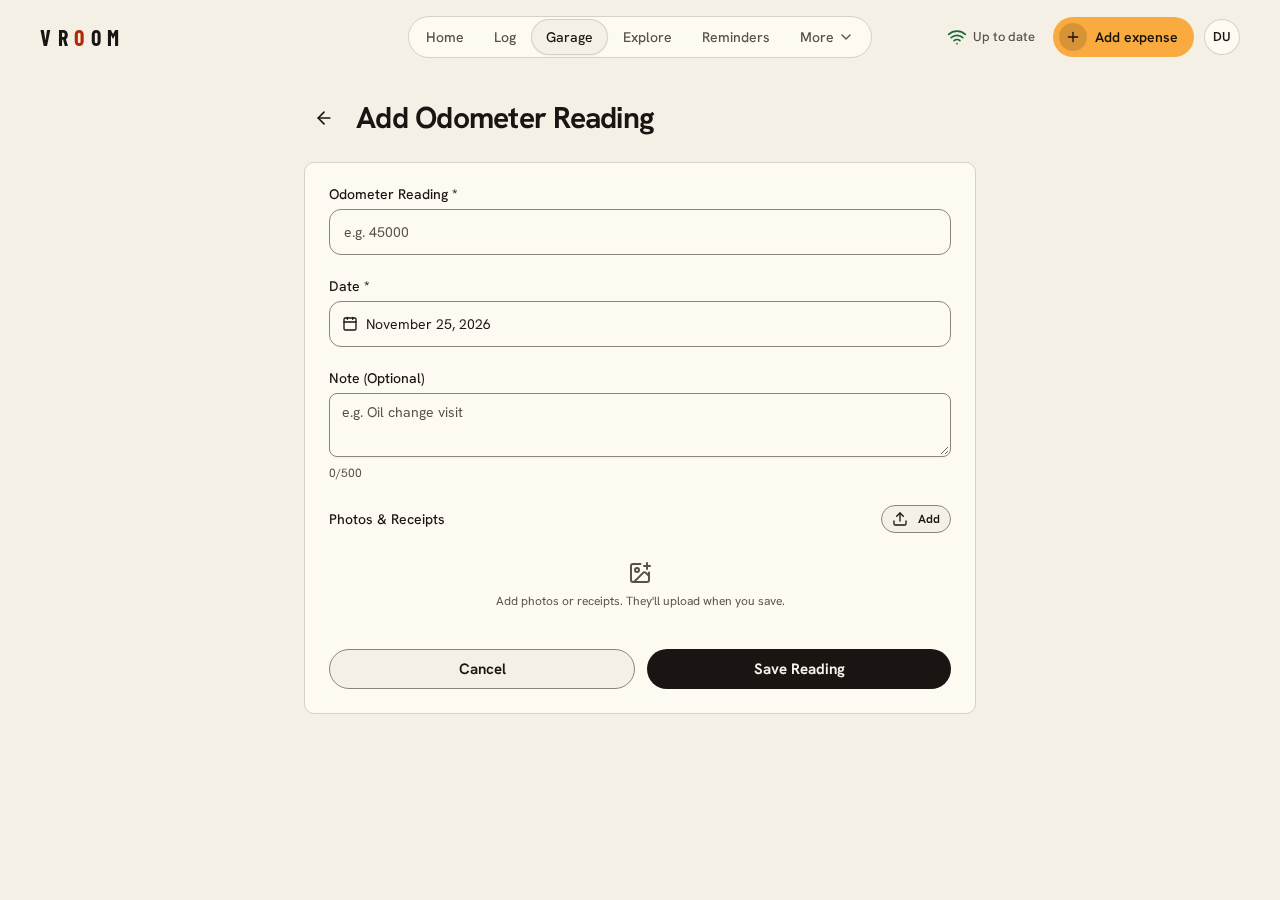 VROOM
Home
Log
Garage
Explore
Reminders
More
Up to date
Add expense
DU
Add Odometer Reading
Odometer Reading *
e.g. 45000
Date *
November 25, 2026
Note (Optional)
e.g. Oil change visit
0/500
Photos & Receipts
Add
Add photos or receipts. They'll upload when you save.
Cancel
Save Reading